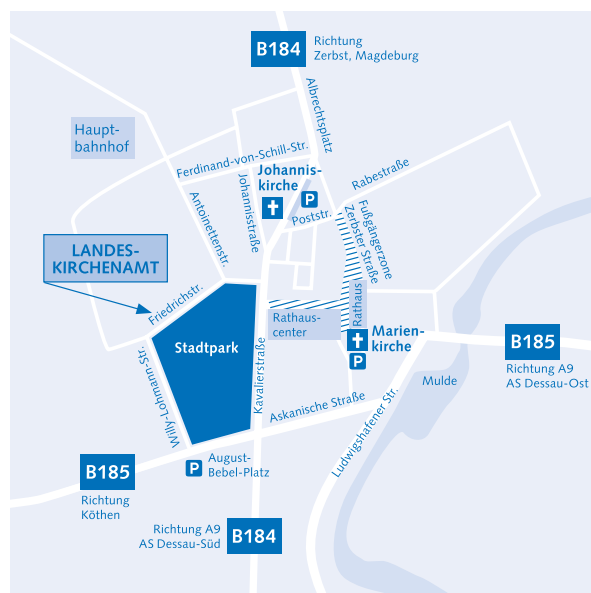 B184
Richtung
Zerbst, Magdeburg
Albrechtsplatz
Haupt-
bahnhof
Ferdinand-von-Schill-Str.
Johannis-
kirche
P
Rabestraße
Johannisstraße
Antoinettenstr.
Poststr.
Fußgängerzone
Zerbster Straße
LANDES-
KIRCHENAMT
Friedrichstr.
Rathaus
Rathaus-
center
Marien-
kirche
P
B185
Richtung A9
AS Dessau-Ost
Stadtpark
Kavalierstraße
Willy-Lohmann-Str.
Mulde
Askanische Straße
Ludwigshafener Str.
B185
Richtung
Köthen
P
August-
Bebel-Platz
Richtung A9
AS Dessau-Süd
B184